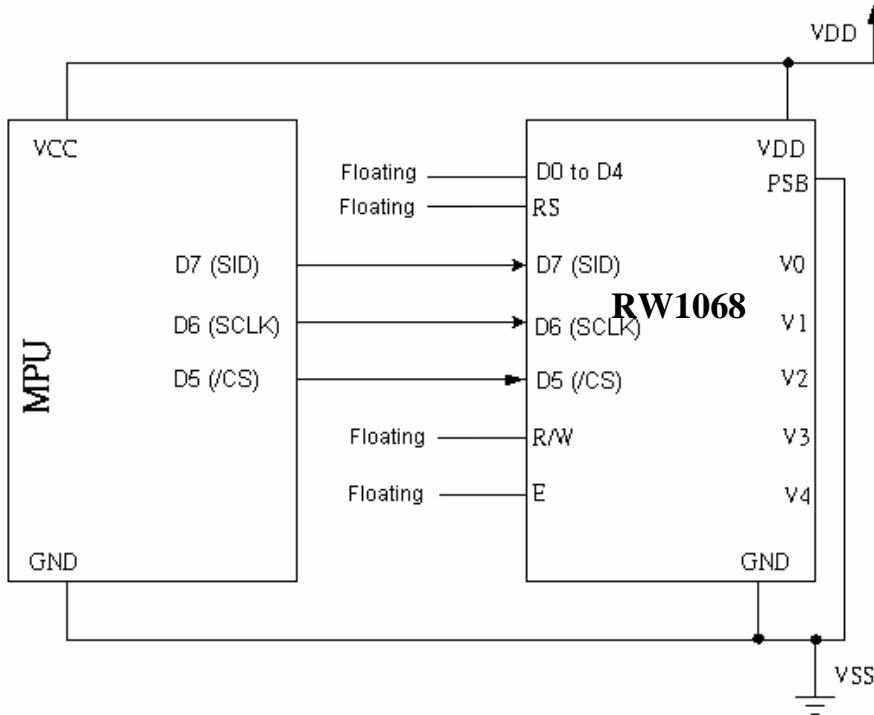 VDD
VCC
MPU
D7 (SID)
D6 (SCLK)
D5 (/CS)
GND
Floating
D0 to D4
Floating
RS
D7 (SID)
D6 (SCLK)
D5 (/CS)
Floating
R/W
Floating
E
RW1068
VDD
PSB
V0
V1
V2
V3
V4
GND
VSS